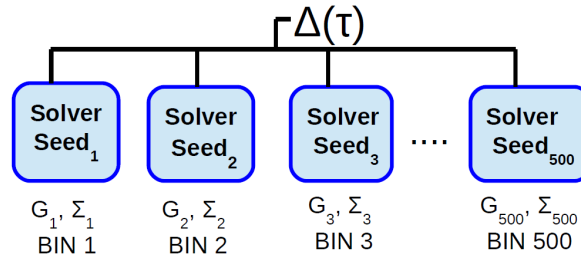 Δ(τ)
Solver Seed₁
Solver Seed₂
Solver Seed₃
....
Solver Seed₅₀₀
G₁, Σ₁
BIN 1
G₂, Σ₂
BIN 2
G₃, Σ₃
BIN 3
G₅₀₀, Σ₅₀₀
BIN 500